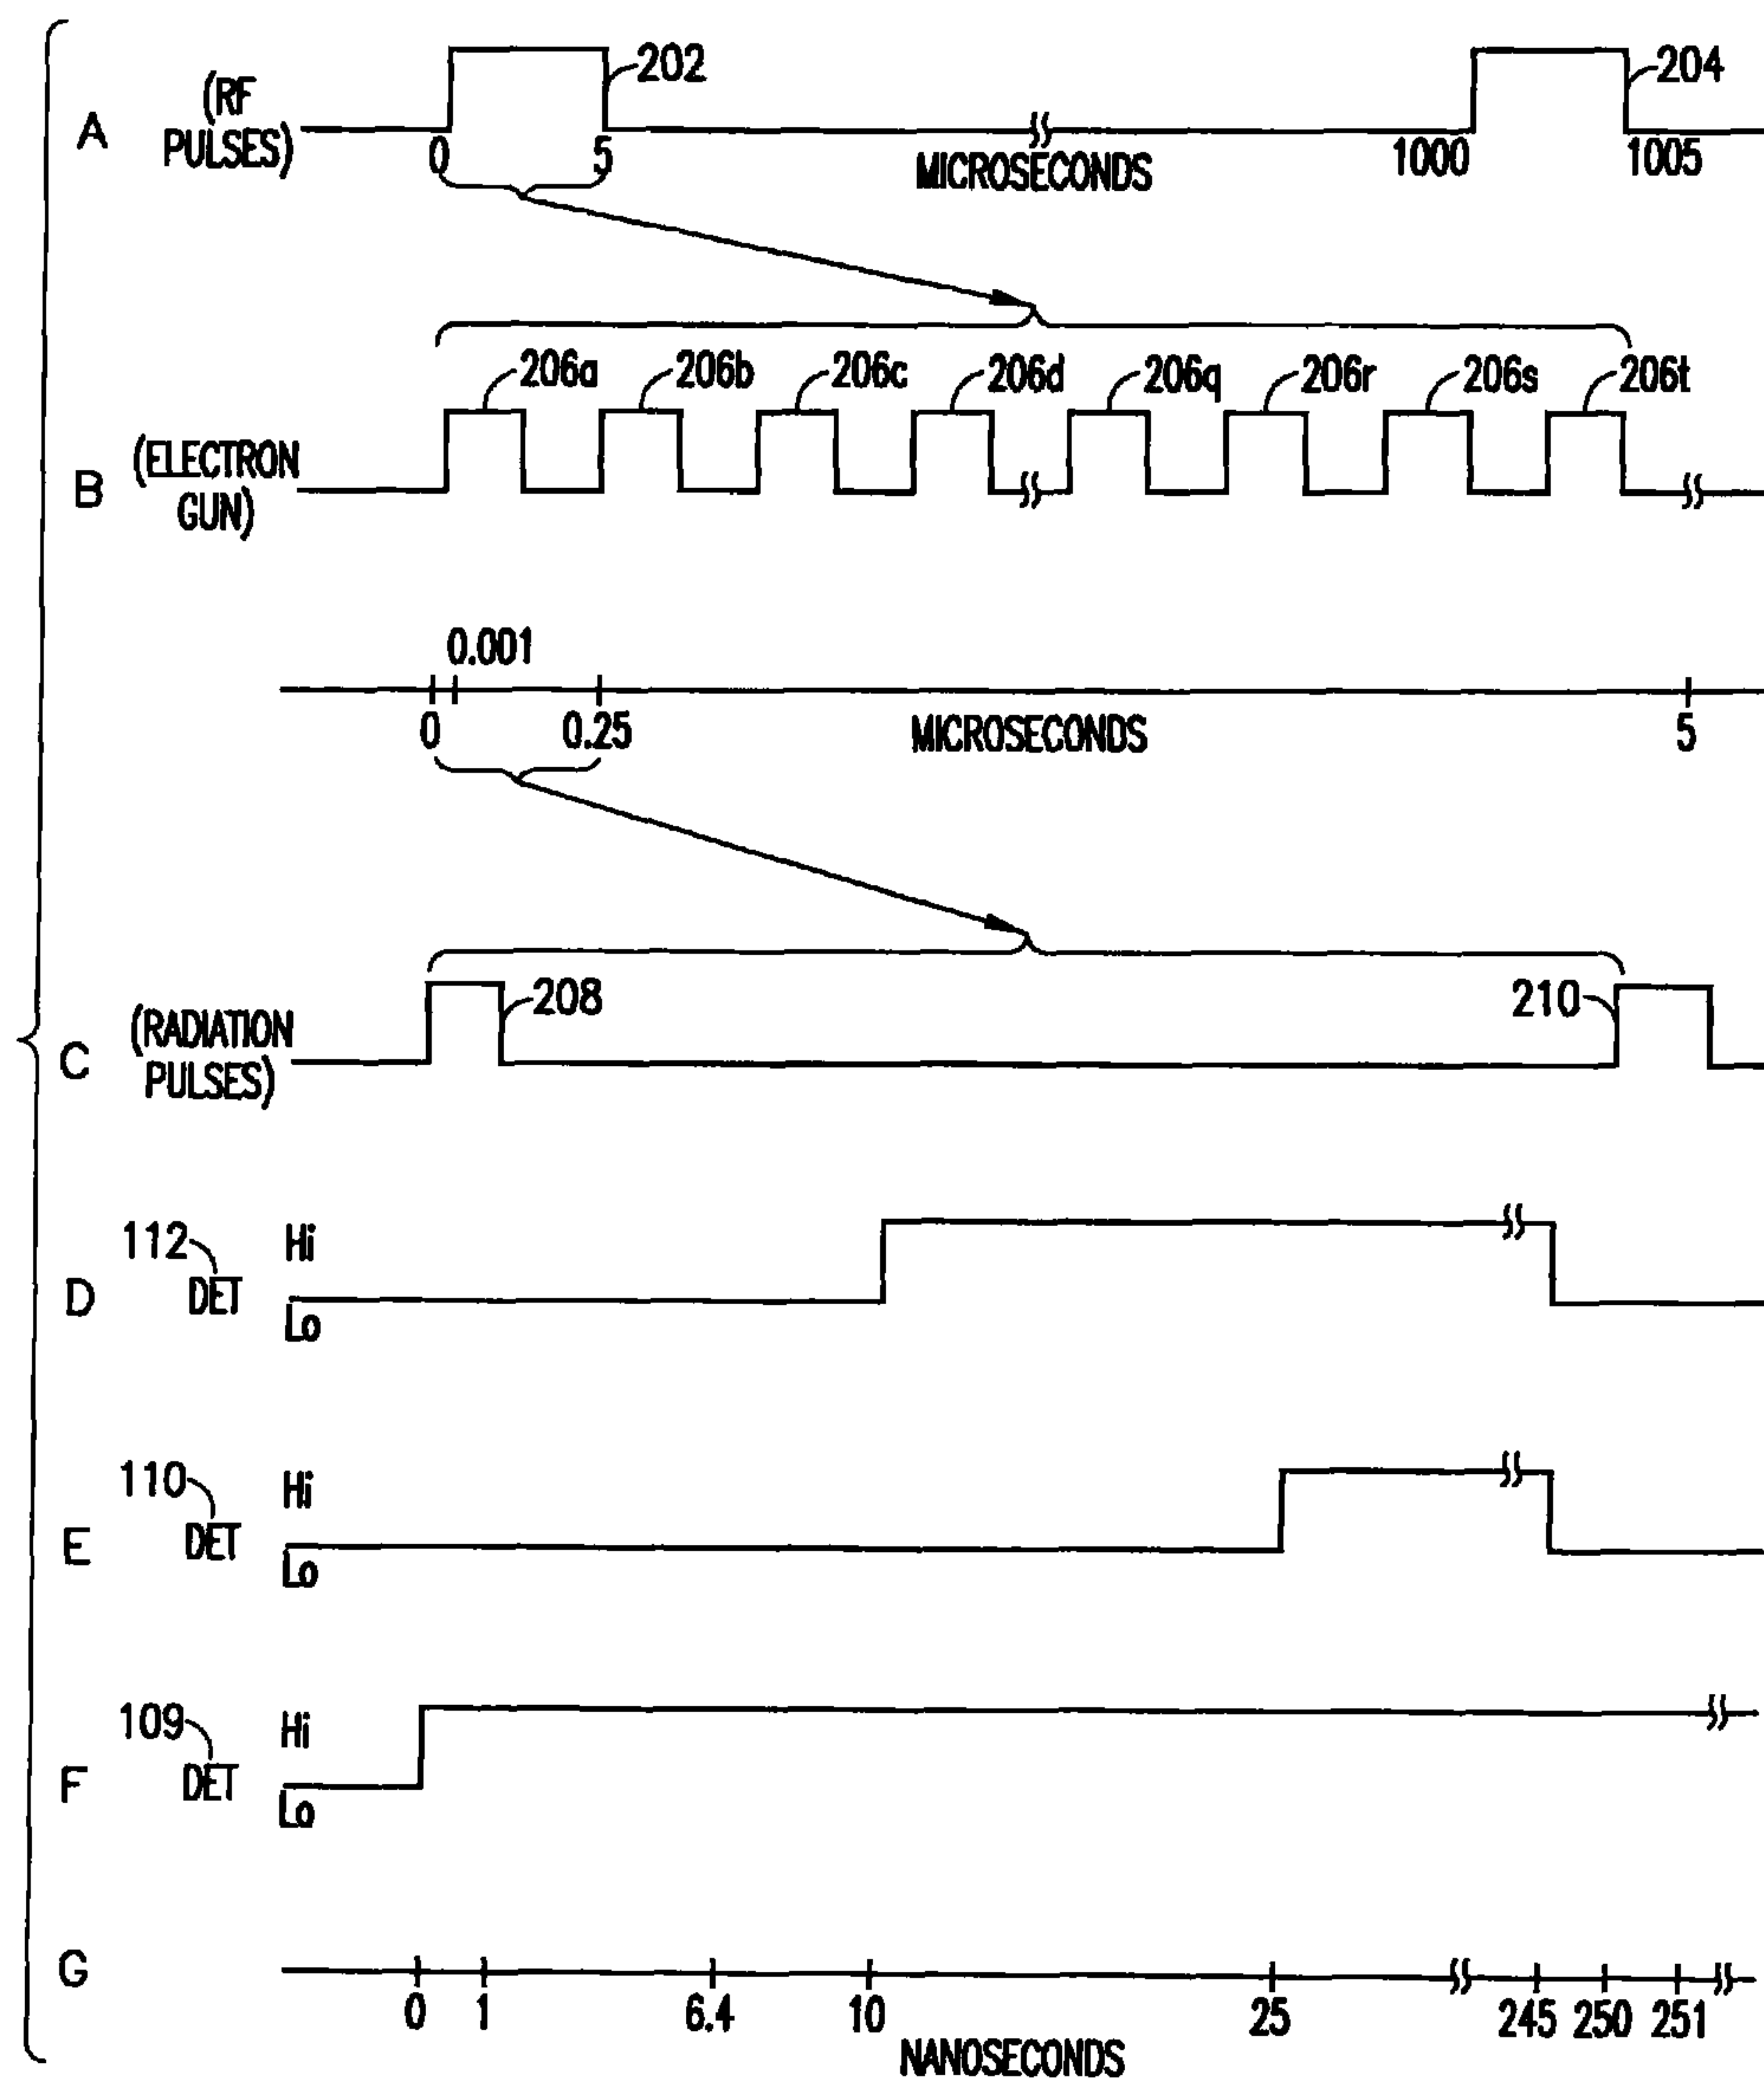 A
(RF
PULSES)
202
204
0
5
MICROSECONDS
1000
1005
206a
206b
206c
206d
206q
206r
206s
206t
B
(ELECTRON
GUN)
0.001
0
0.25
MICROSECONDS
5
C
(RADIATION
PULSES)
208
210
112
Hi
D
DET
Lo
110
Hi
E
DET
Lo
109
Hi
F
DET
Lo
G
0
1
6.4
10
25
245
250
251
NANOSECONDS